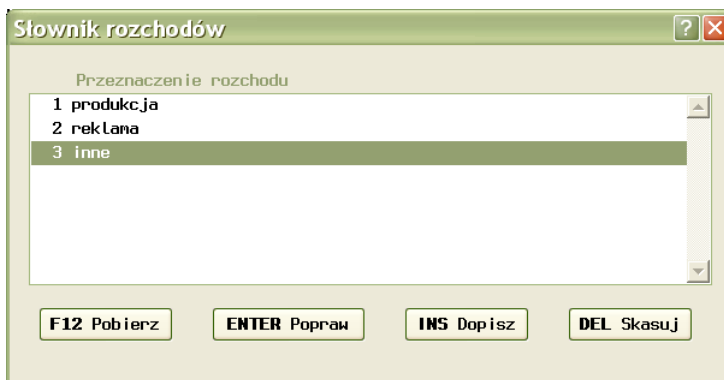 Słownik rozchodów
Przeznaczenie rozchodu
1 produkcja
2 reklama
3 inne
F12 Pobierz ENTER Popraw INS Dopisz DEL Skasuj